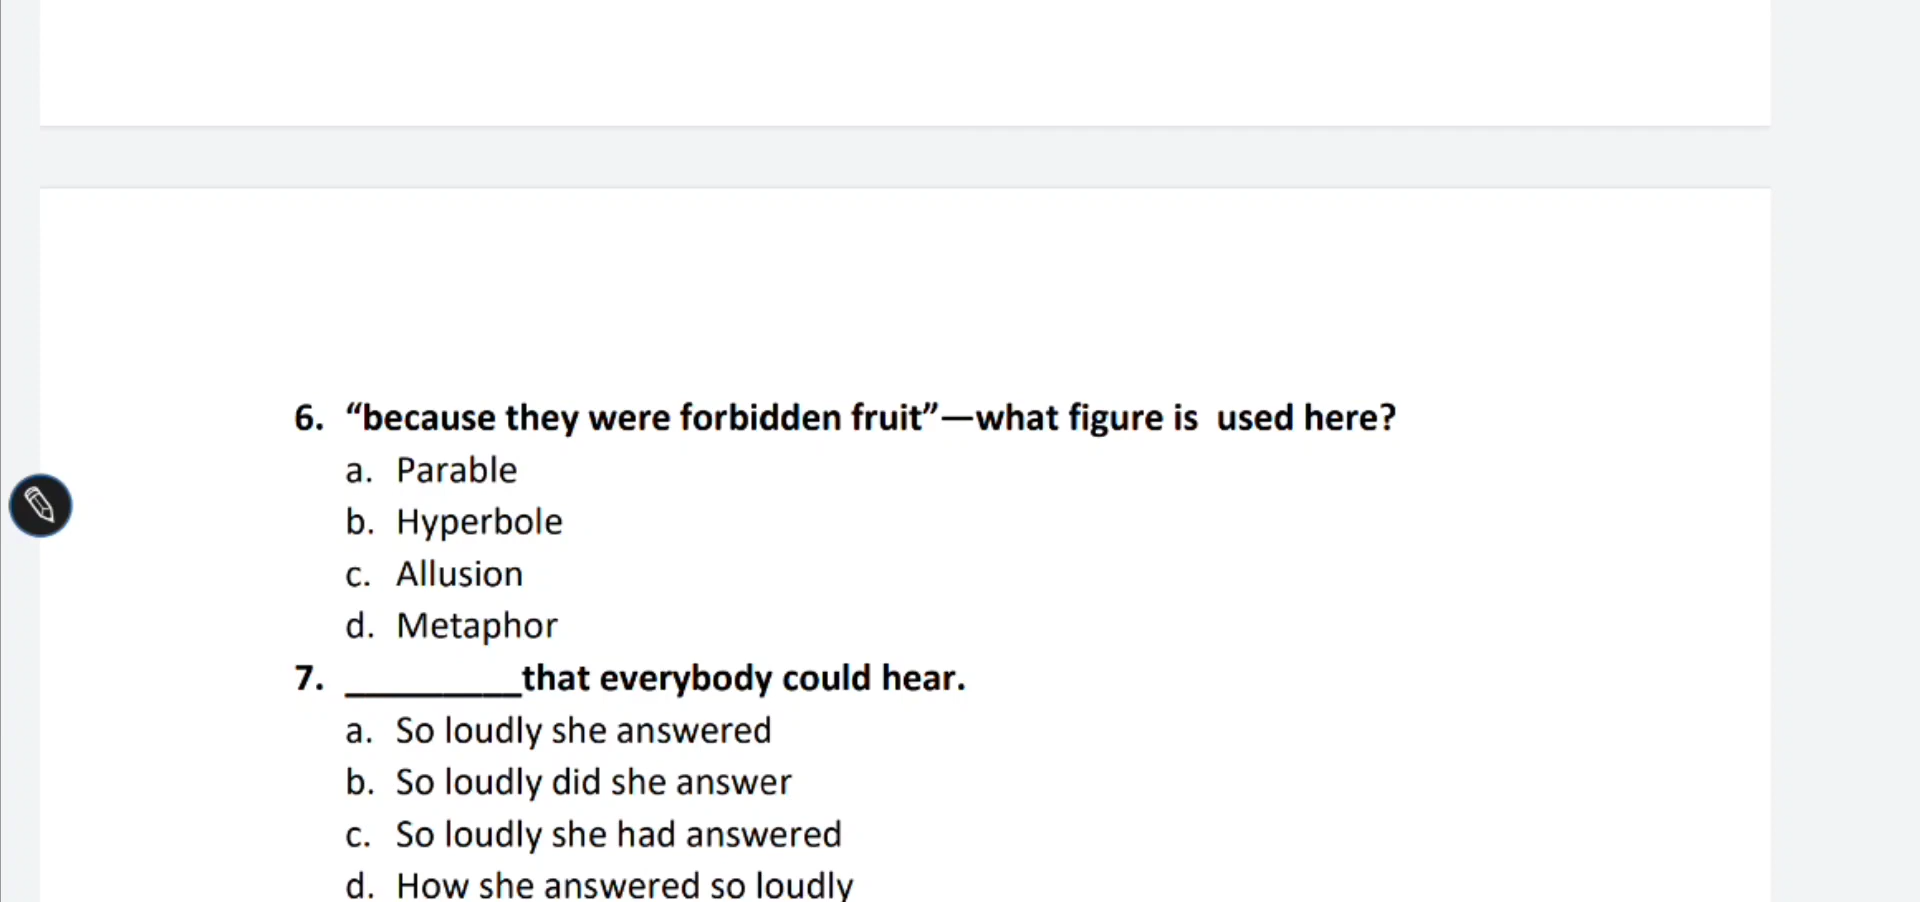 6. “because they were forbidden fruit”—what figure is  used here?
a. Parable
b. Hyperbole
c. Allusion
d. Metaphor
7. _________that everybody could hear.
a. So loudly she answered
b. So loudly did she answer
c. So loudly she had answered
d. How she answered so loudly